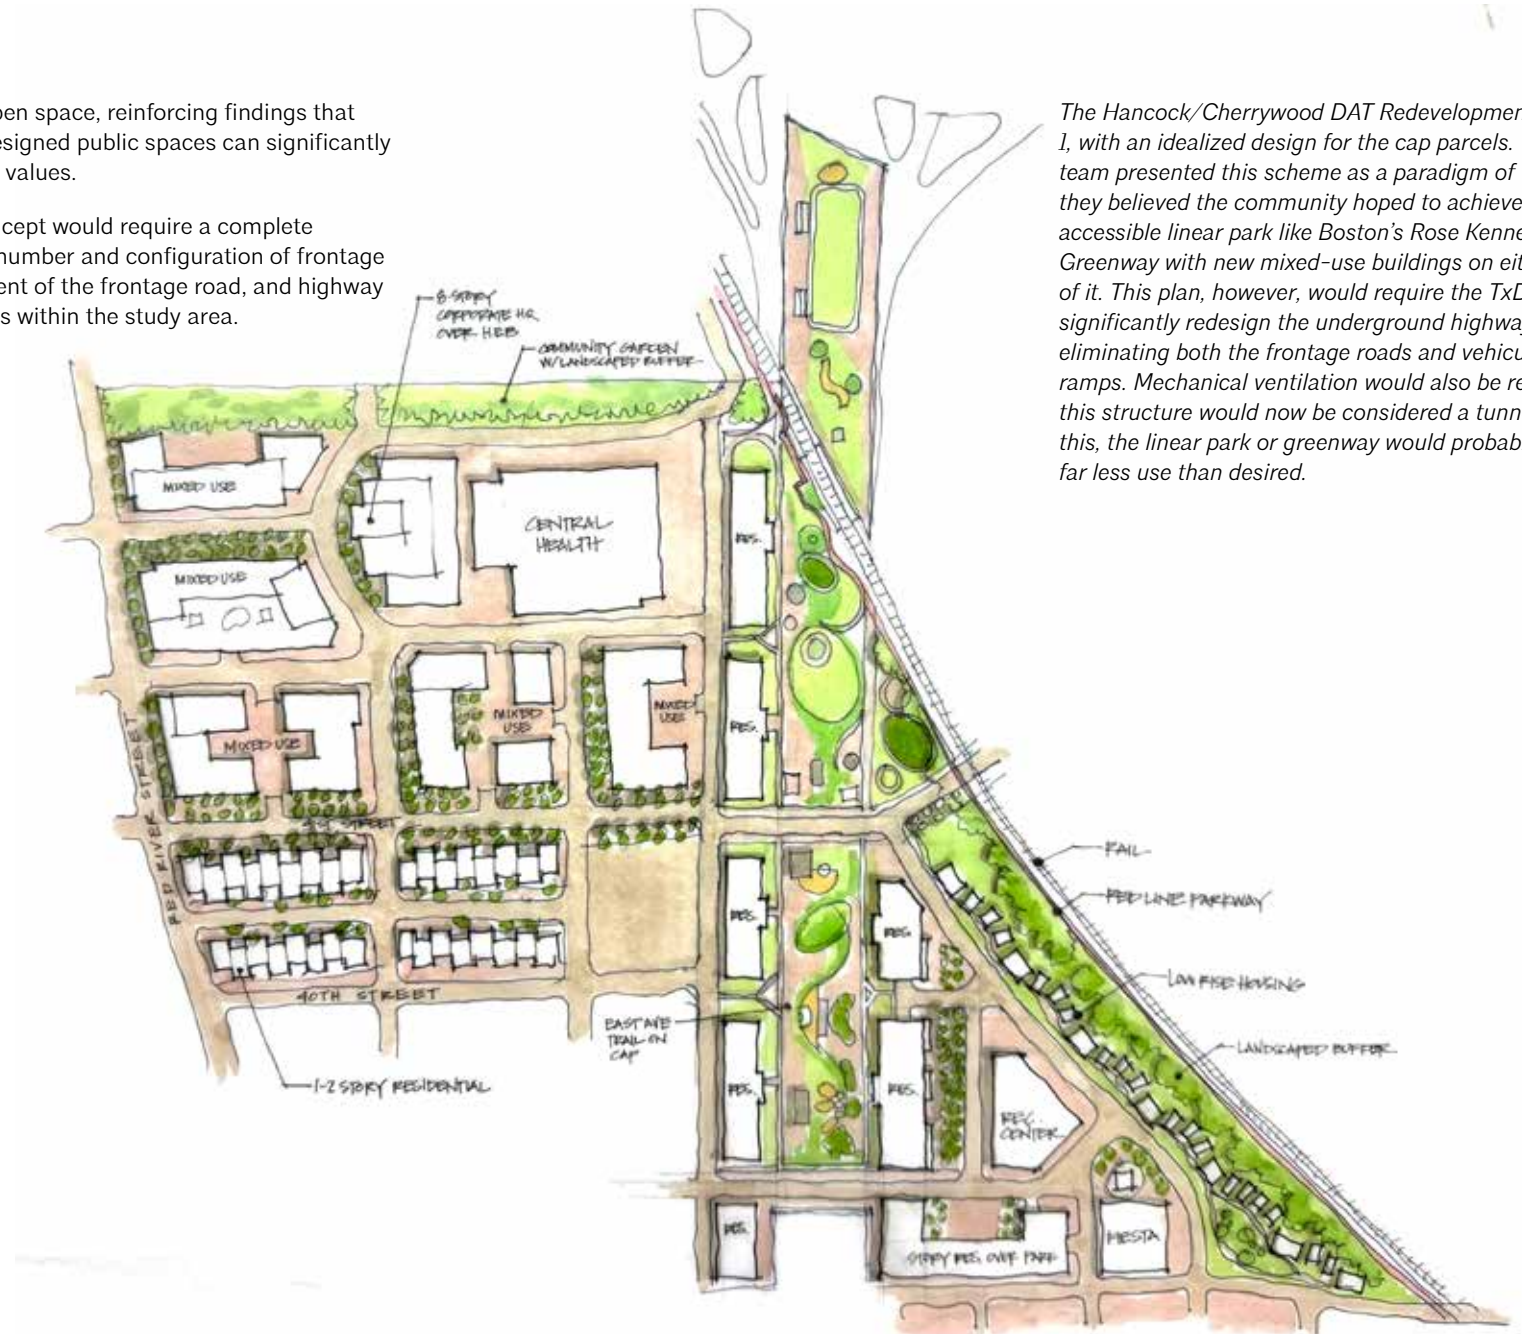 pen space, reinforcing findings that
esigned public spaces can significantly
values.
cept would require a complete
number and configuration of frontage
ent of the frontage road, and highway
s within the study area.
The Hancock/Cherrywood DAT Redevelopmen
1, with an idealized design for the cap parcels.
team presented this scheme as a paradigm of
they believed the community hoped to achieve
accessible linear park like Boston's Rose Kenne
Greenway with new mixed-use buildings on eit
of it. This plan, however, would require the TxD
significantly redesign the underground highwa
eliminating both the frontage roads and vehicu
ramps. Mechanical ventilation would also be re
this structure would now be considered a tunn
this, the linear park or greenway would probab
far less use than desired.
8-STORY
CORPORATE HQ
OVER HEB
COMMUNITY GARDEN
W/LANDSCAPED BUFFER
MIXED USE
CENTRAL
HEALTH
RES.
MIXED USE
MIXED USE
MIXED
USE
MIXED
USE
RES.
RED RIVER STREET
STREET
RAIL
RED LINE PARKWAY
RES.
RES.
LOW RISE HOUSING
40TH STREET
EAST AVE
TRAIL ON
CAP
LANDSCAPED BUFFER
1-2 STORY RESIDENTIAL
RES.
RES.
REC.
CENTER
RES.
STORY RES. OVER PARK
FIESTA